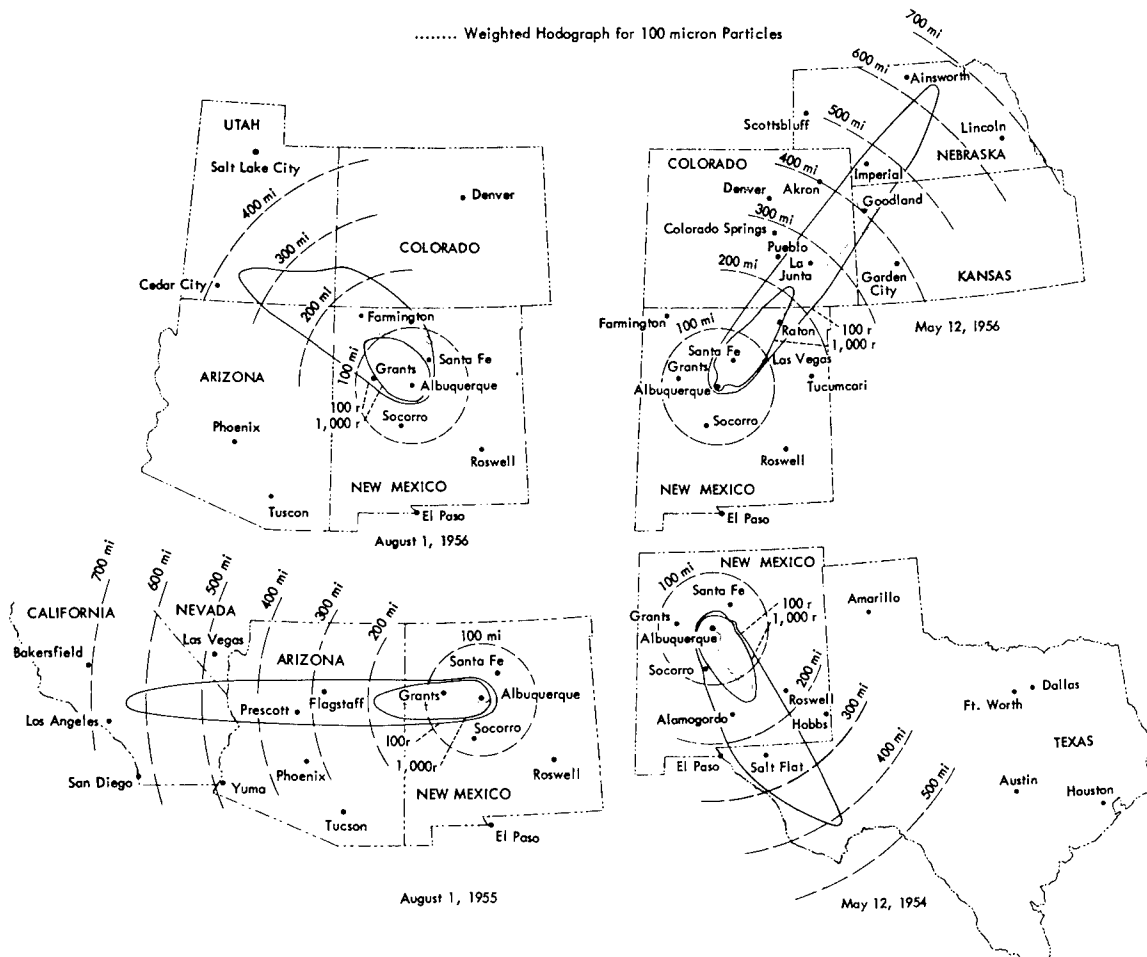 ........ Weighted Hodograph for 100 micron Particles
UTAH
Salt Lake City
400 mi
300 mi
200 mi
100 mi
Denver
COLORADO
Cedar City
Farmington
Santa Fe
Grants
Albuquerque
ARIZONA
100 r
1,000 r
Socorro
Phoenix
Roswell
NEW MEXICO
Tuscon
El Paso
August 1, 1956
700 mi
600 mi
500 mi
400 mi
300 mi
200 mi
100 mi
Ainsworth
Scottsbluff
Lincoln
NEBRASKA
COLORADO
Imperial
Akron
Denver
Goodland
Colorado Springs
Pueblo
La
Junta
Garden
City
KANSAS
Farmington
Raton
100 r
1,000 r
May 12, 1956
Santa Fe
Las Vegas
Grants
Albuquerque
Tucumcari
Socorro
Roswell
NEW MEXICO
El Paso
700 mi
600 mi
500 mi
400 mi
300 mi
200 mi
100 mi
CALIFORNIA
NEVADA
Las Vegas
ARIZONA
Bakersfield
Santa Fe
Grants
Albuquerque
Flagstaff
Prescott
Los Angeles
Socorro
100r
1,000r
Phoenix
Roswell
San Diego
Yuma
NEW MEXICO
Tucson
El Paso
August 1, 1955
NEW MEXICO
100 mi
Santa Fe
100 r
1,000 r
Amarillo
Grants
Albuquerque
Socorro
200 mi
300 mi
400 mi
500 mi
Roswell
Hobbs
Alamogordo
Dallas
Ft. Worth
TEXAS
El Paso
Salt Flat
Austin
Houston
May 12, 1954